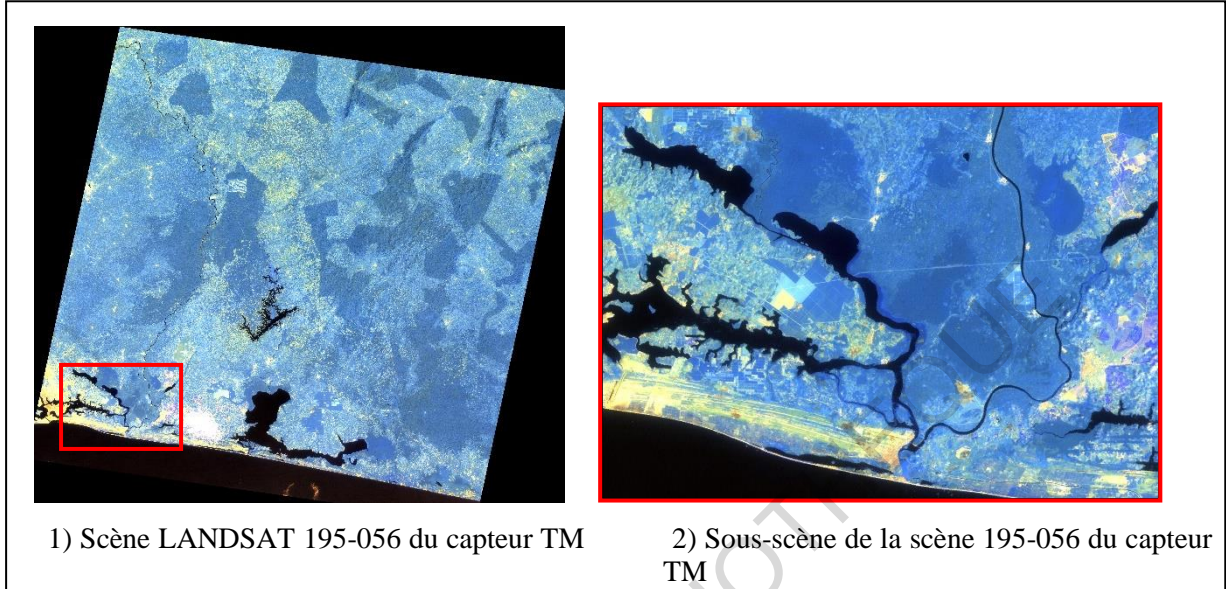 1) Scène LANDSAT 195-056 du capteur TM
2) Sous-scène de la scène 195-056 du capteur
TM